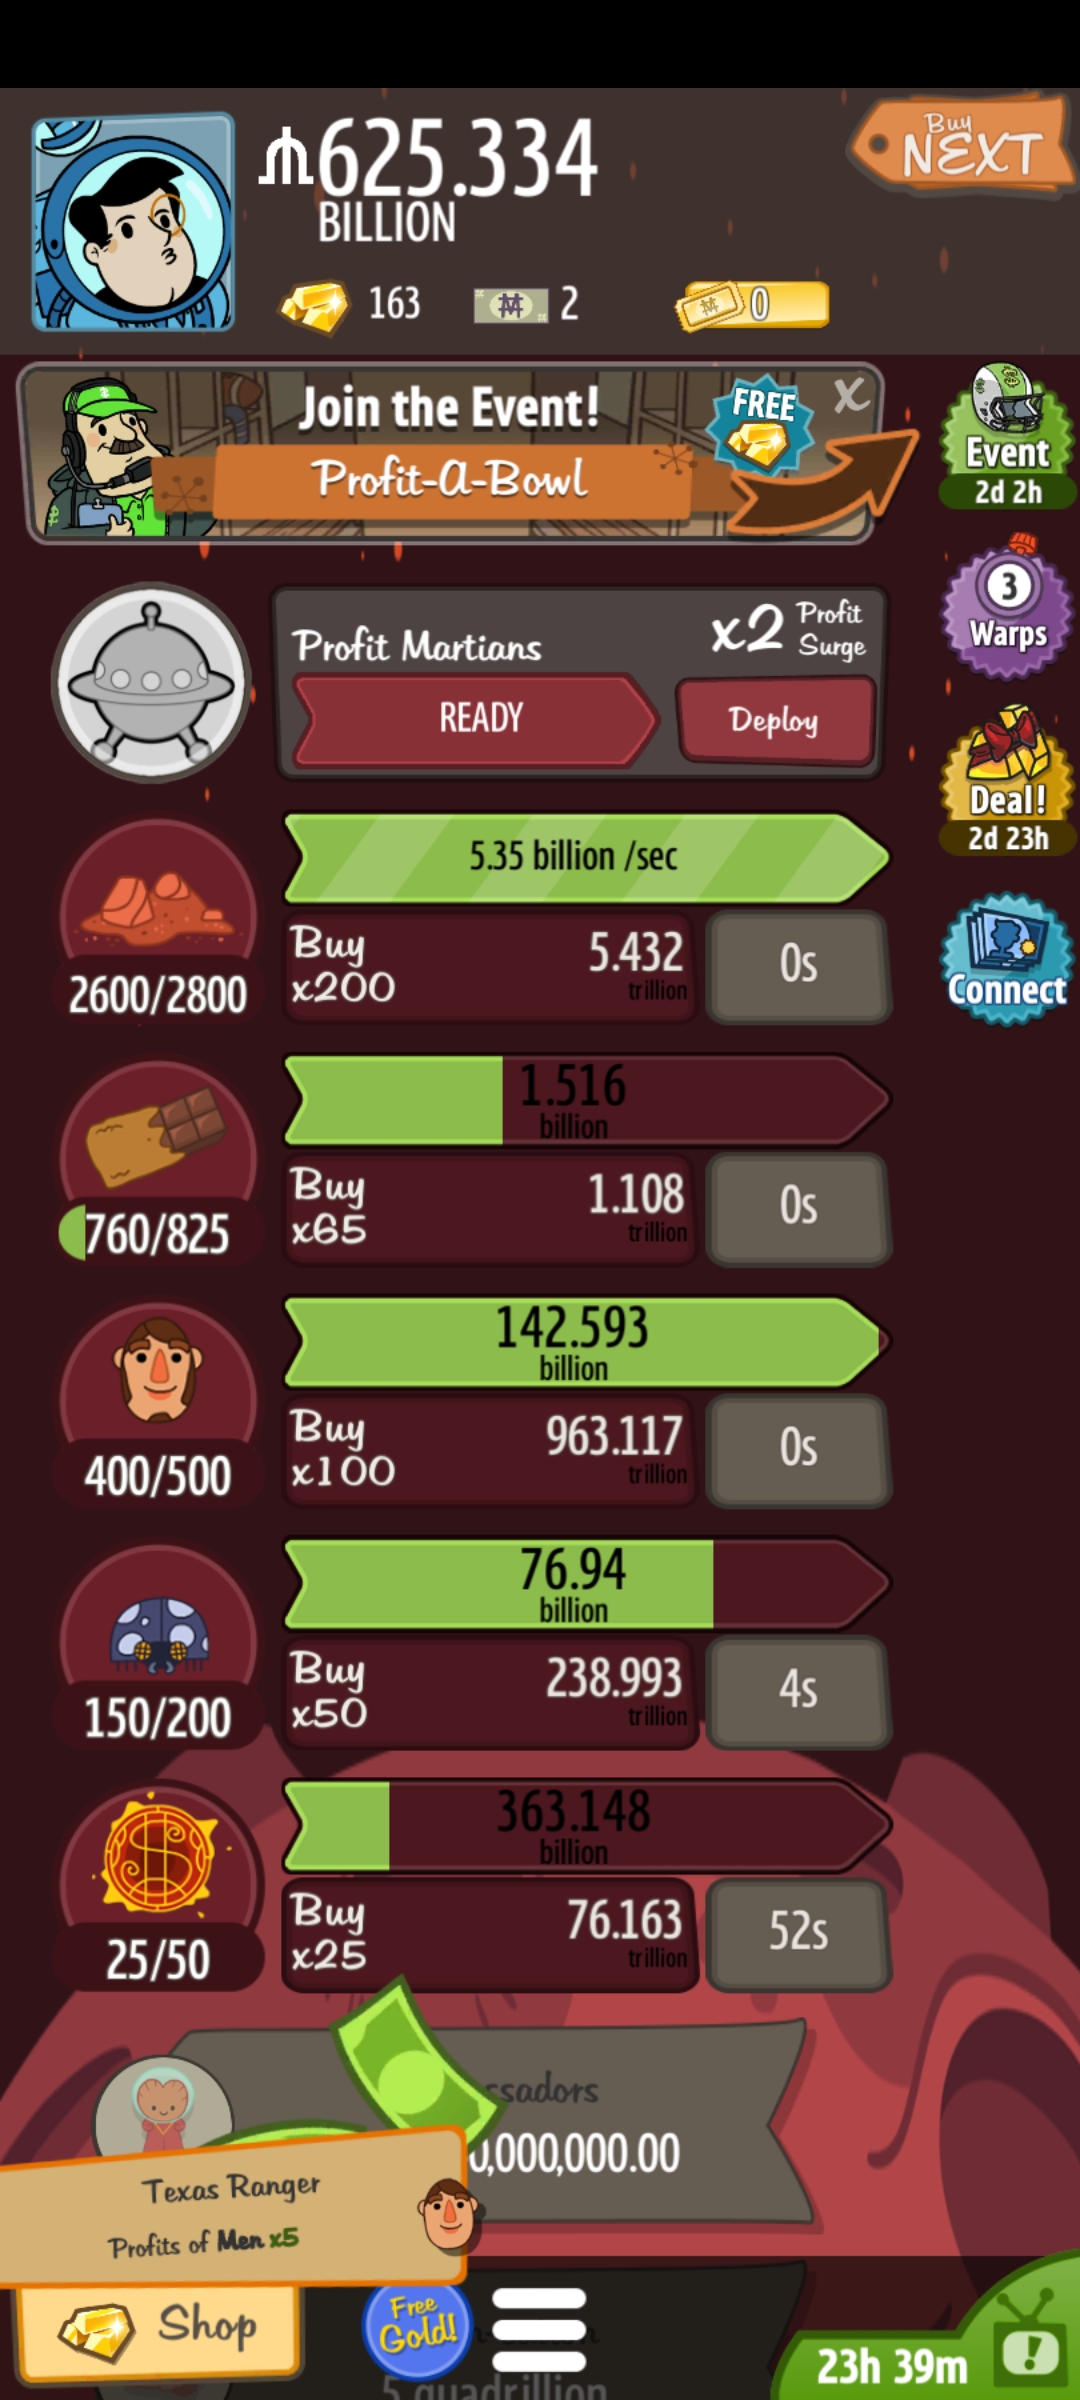 625.334
BILLION
Buy
NEXT
163
2
0
Join the Event!
Profit-A-Bowl
FREE
X
Event
2d 2h
3
Warps
Profit Martians
x2 Profit Surge
READY
Deploy
Deal!
2d 23h
5.35 billion /sec
2600/2800
Buy x200
5.432
trillion
0s
Connect
1.516
billion
760/825
Buy x65
1.108
trillion
0s
142.593
billion
400/500
Buy x100
963.117
trillion
0s
76.94
billion
150/200
Buy x50
238.993
trillion
4s
363.148
billion
25/50
Buy x25
76.163
trillion
52s
ssadors
0,000,000.00
Texas Ranger
Profits of Men x5
Shop
Free
Gold!
23h 39m
5 quadrillion